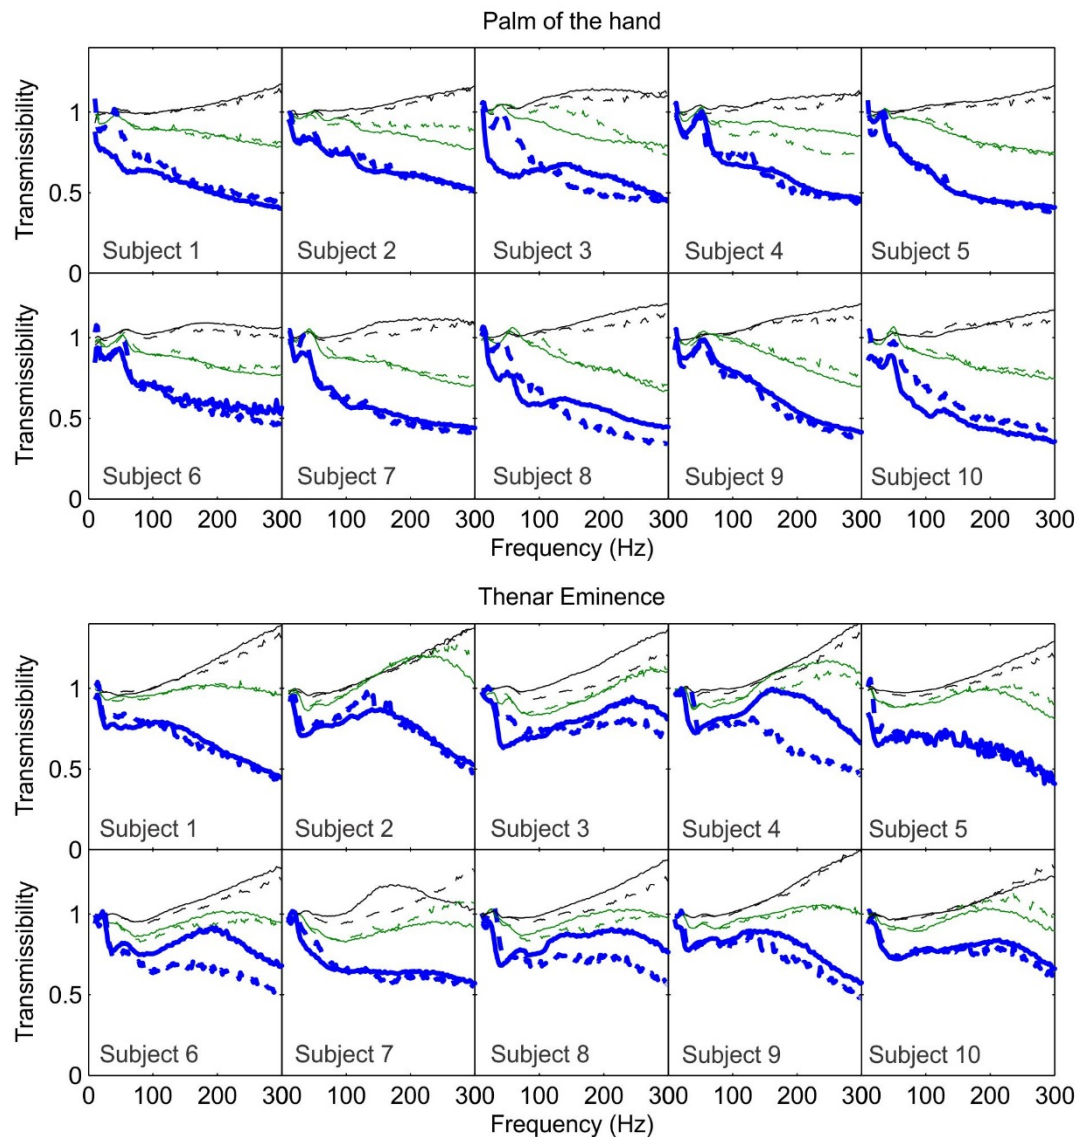 Palm of the hand
Transmissibility
1
0.5
0
Subject 1 Subject 2 Subject 3 Subject 4 Subject 5
Transmissibility
1
0.5
0
Subject 6 Subject 7 Subject 8 Subject 9 Subject 10
0 100 200 300 100 200 300 100 200 300 100 200 300 100 200 300
Frequency (Hz)
Thenar Eminence
Transmissibility
1
0.5
0
Subject 1 Subject 2 Subject 3 Subject 4 Subject 5
Transmissibility
1
0.5
0
Subject 6 Subject 7 Subject 8 Subject 9 Subject 10
0 100 200 300 100 200 300 100 200 300 100 200 300 100 200 300
Frequency (Hz)